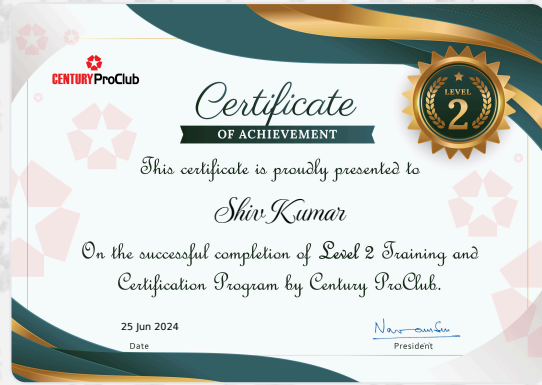 CENTURY ProClub
LEVEL
2
Certificate
OF ACHIEVEMENT
This certificate is proudly presented to
Shiv Kumar
On the successful completion of Level 2 Training and
Certification Program by Century ProClub.
25 Jun 2024
Date
President